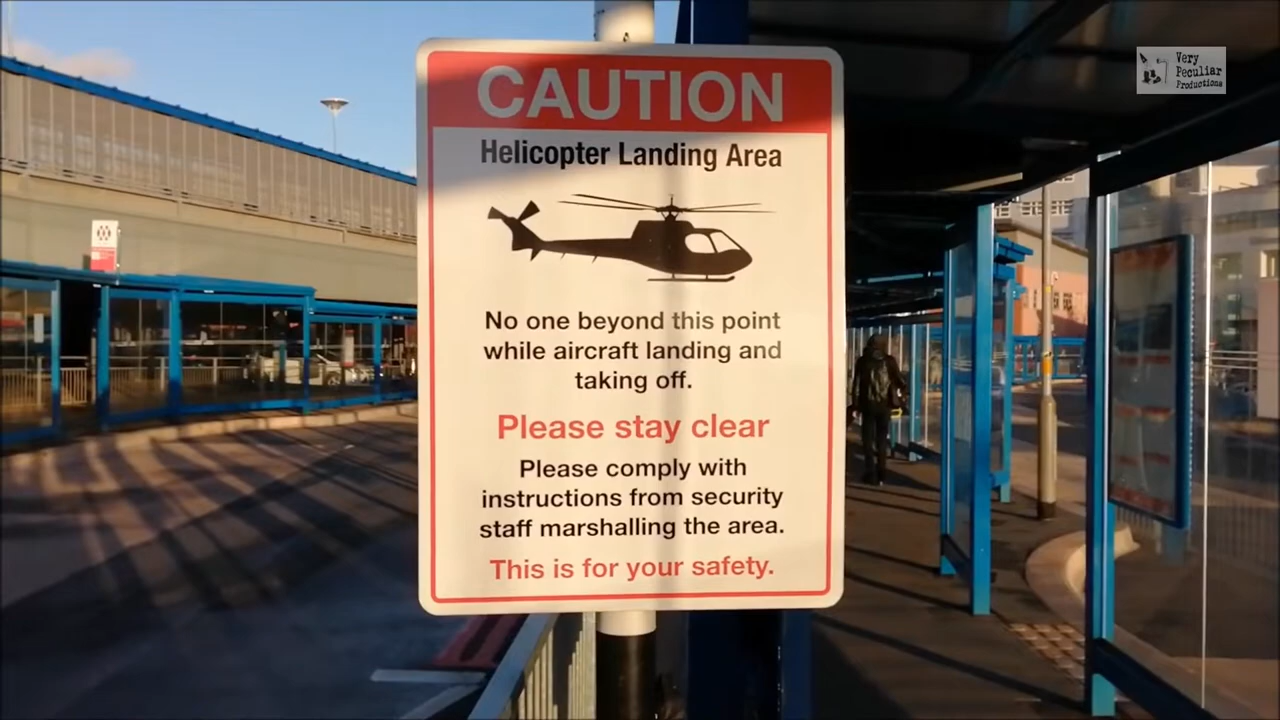 CAUTION
Helicopter Landing Area
No one beyond this point
while aircraft landing and
taking off.
Please stay clear
Please comply with
instructions from security
staff marshalling the area.
This is for your safety.
Very
Peculiar
Productions